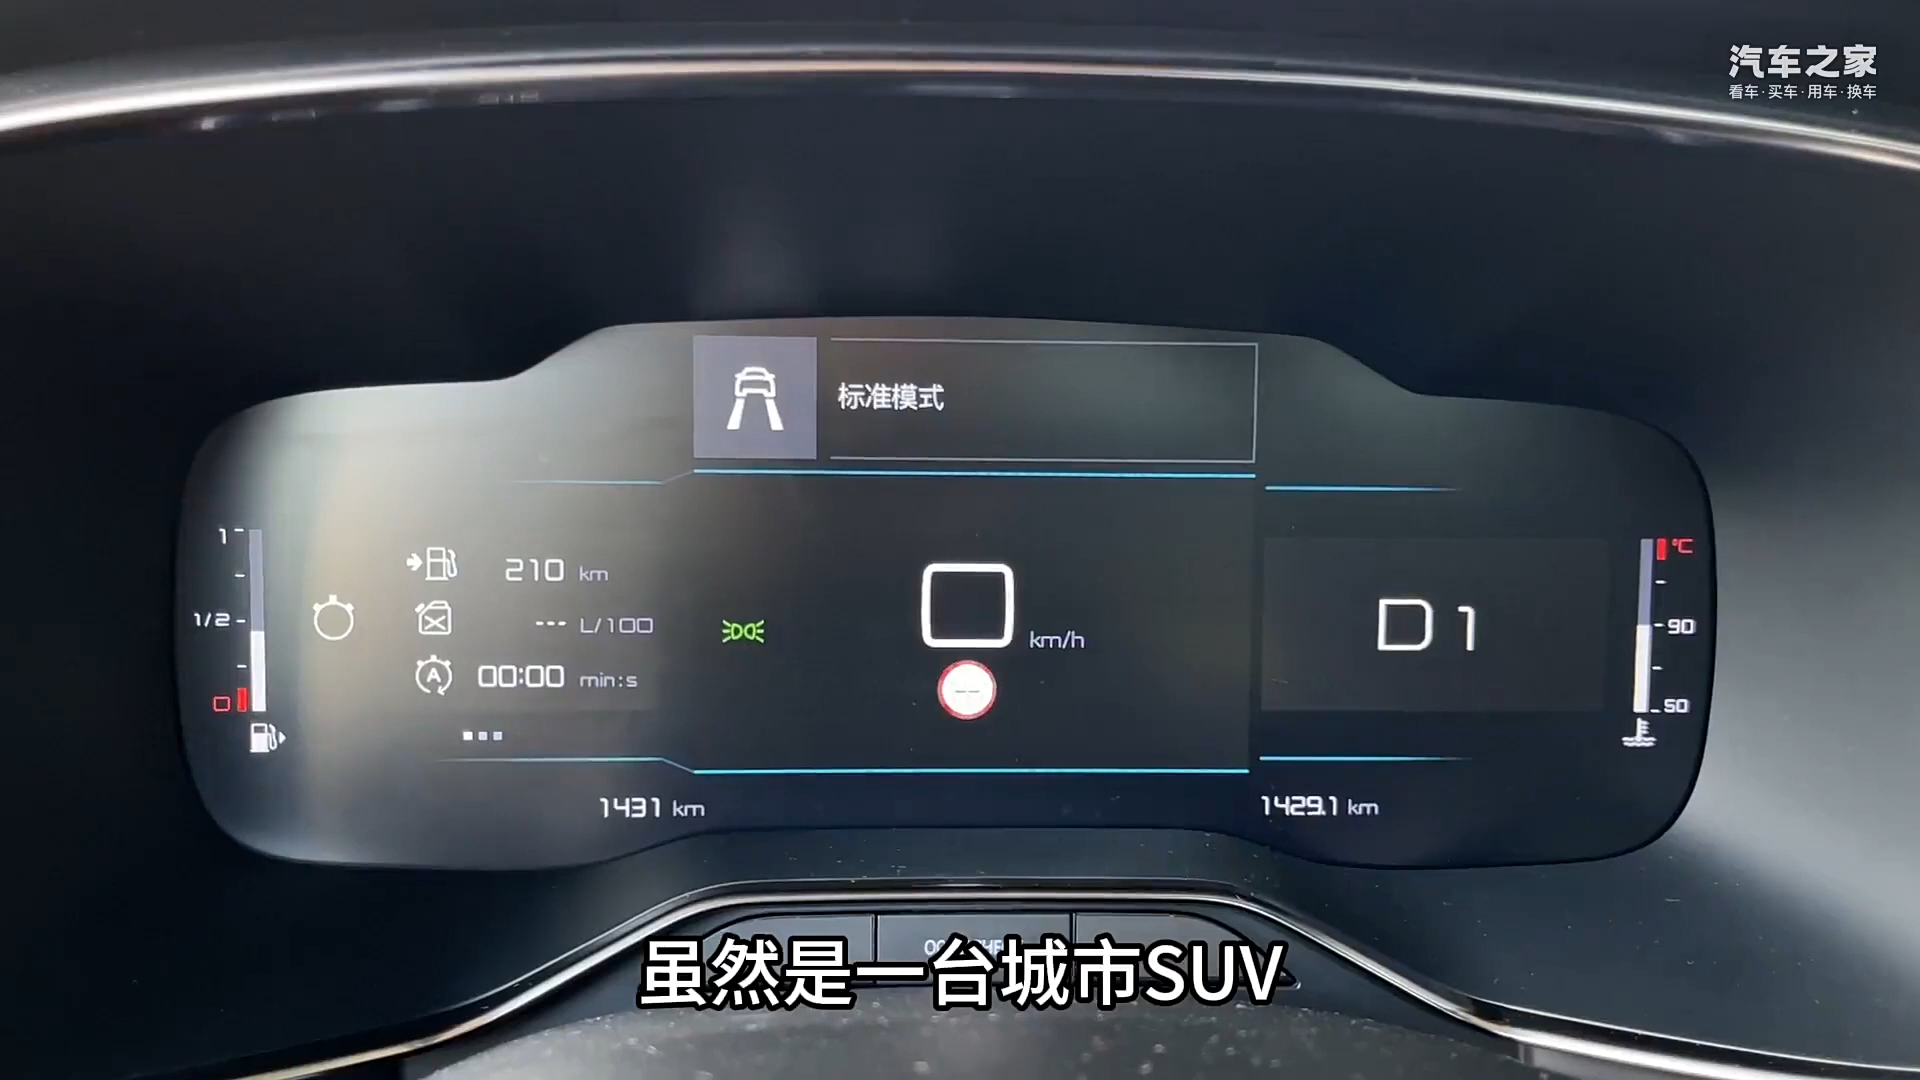 汽车之家
看车·买车·用车·换车
标准模式
1
1/2
0
210 km
--- L/100
A 00:00 min:s
0 km/h
--
D 1
°C
90
50
1431 km
1429.1 km
虽然是一台城市SUV